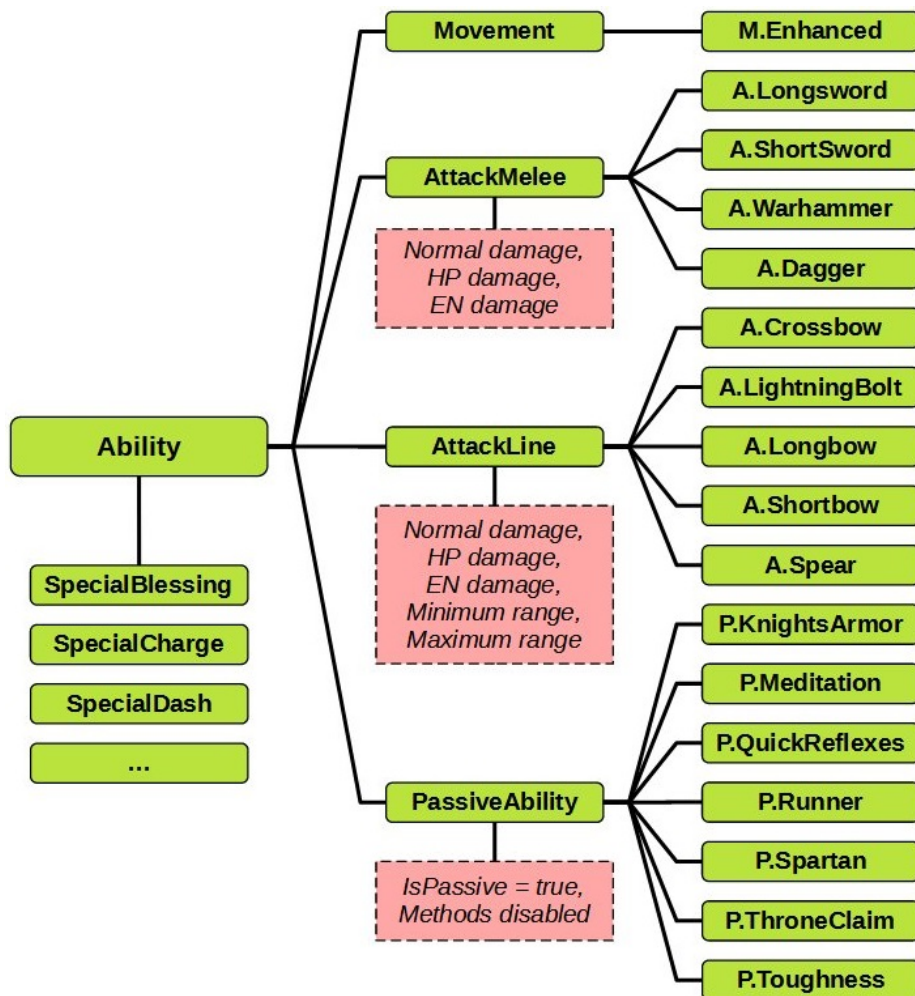 Movement
M.Enhanced
A.Longsword
A.ShortSword
AttackMelee
A.Warhammer
A.Dagger
Normal damage,
HP damage,
EN damage
A.Crossbow
A.LightningBolt
Ability
AttackLine
A.Longbow
A.Shortbow
A.Spear
Normal damage,
HP damage,
EN damage,
Minimum range,
Maximum range
SpecialBlessing
SpecialCharge
SpecialDash
...
P.KnightsArmor
P.Meditation
P.QuickReflexes
PassiveAbility
P.Runner
P.Spartan
P.ThroneClaim
P.Toughness
IsPassive = true,
Methods disabled